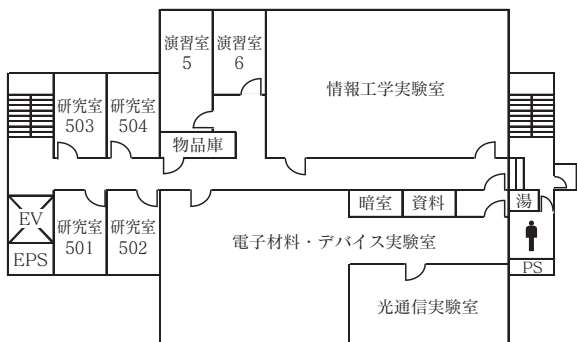 演習室
5
演習室
6
情報工学実験室
研究室
503
研究室
504
物品庫
EV
EPS
研究室
501
研究室
502
暗室
資料
湯
電子材料・デバイス実験室
PS
光通信実験室